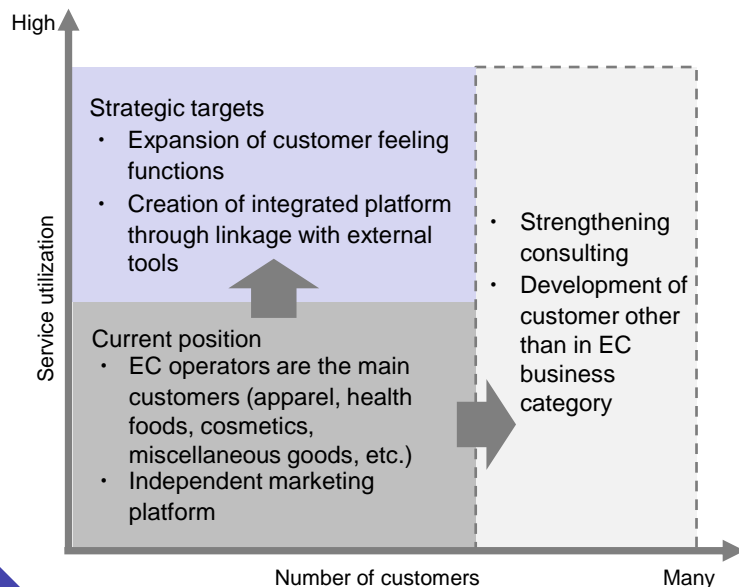 High
Service utilization
Strategic targets
・ Expansion of customer feeling
functions
・ Creation of integrated platform
through linkage with external
tools
Current position
・ EC operators are the main
customers (apparel, health
foods, cosmetics,
miscellaneous goods, etc.)
・ Independent marketing
platform
・ Strengthening
consulting
・ Development of
customer other
than in EC
business
category
Number of customers
Many